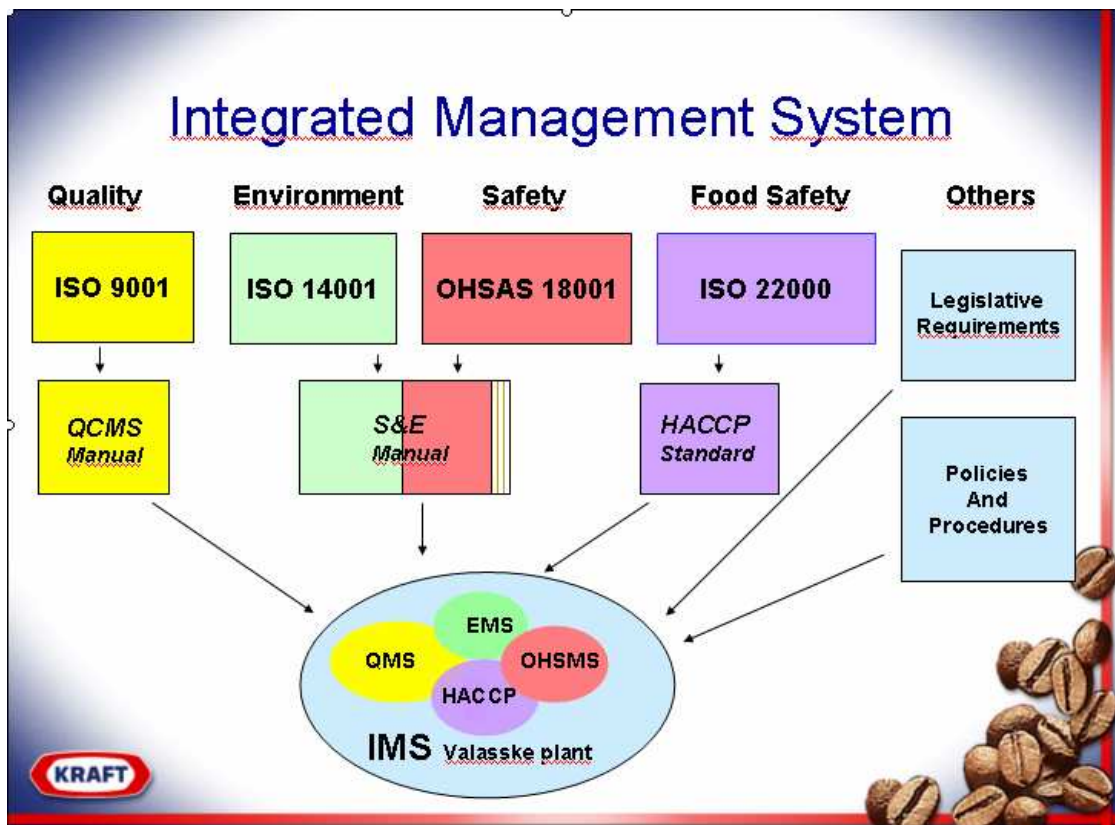 Integrated Management System
Quality
Environment
Safety
Food Safety
Others
ISO 9001
ISO 14001
OHSAS 18001
ISO 22000
Legislative
Requirements
QCMS
Manual
S&E
Manual
HACCP
Standard
Policies
And
Procedures
EMS
QMS
OHSMS
HACCP
IMS Valasske plant
KRAFT